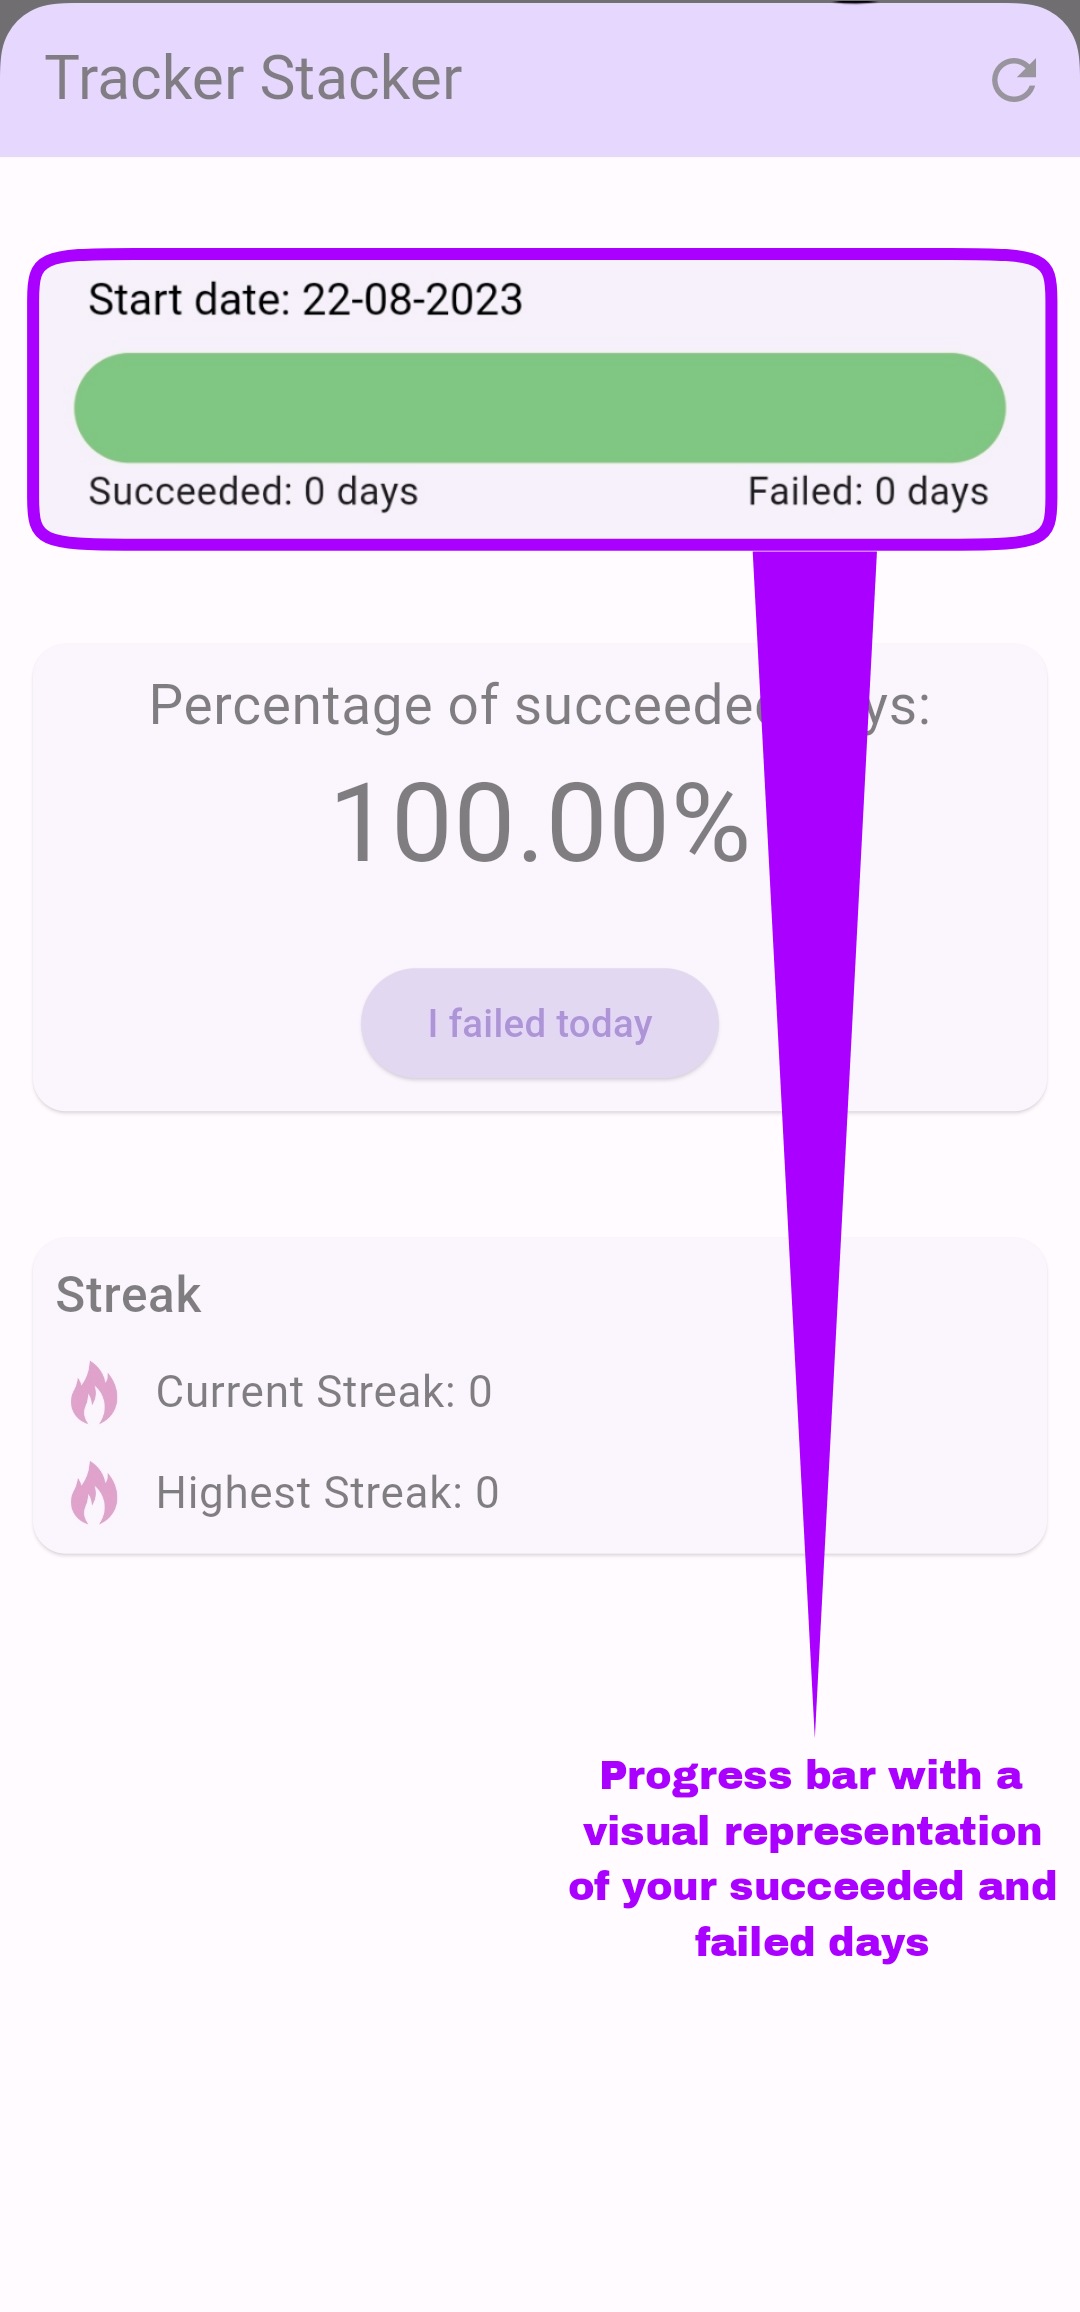 Tracker Stacker
Start date: 22-08-2023
Succeeded: 0 days
Failed: 0 days
Percentage of succeeded ys:
100.00%
I failed today
Streak
Current Streak: 0
Highest Streak: 0
Progress bar with a
visual representation
of your succeeded and
failed days